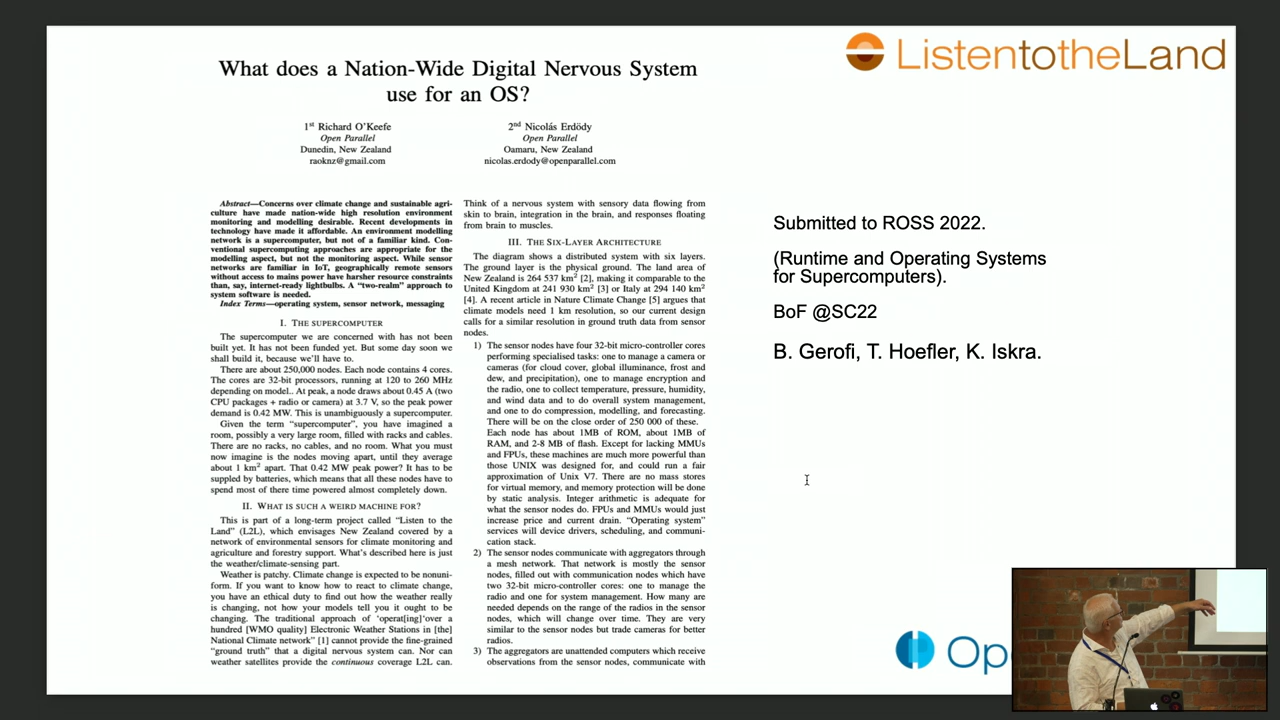 ListentotheLand
What does a Nation-Wide Digital Nervous System
use for an OS?
1st Richard O'Keefe
Open Parallel
Dunedin, New Zealand
raoknz@gmail.com
2nd Nicolás Erdödy
Open Parallel
Oamaru, New Zealand
nicolas.erdody@openparallel.com
Abstract—Concerns over climate change and sustainable agri-
culture have made nation-wide high resolution environment
monitoring and modelling desirable. Recent developments in
technology have made it affordable. An environment modelling
network is a supercomputer, but not of a familiar kind. Con-
ventional supercomputing approaches are appropriate for the
modelling aspect, but not the monitoring aspect. While sensor
networks are familiar in IoT, geographically remote sensors
without access to mains power have harsher resource constraints
than, say, internet-ready lightbulbs. A "two-realm" approach to
system software is needed.
Index Terms—operating system, sensor network, messaging
I. THE SUPERCOMPUTER
The supercomputer we are concerned with has not been
built yet. It has not been funded yet. But some day soon we
shall build it, because we'll have to.
There are about 250,000 nodes. Each node contains 4 cores.
The cores are 32-bit processors, running at 120 to 260 MHz
depending on model.. At peak, a node draws about 0.45 A (two
CPU packages + radio or camera) at 3.7 V, so the peak power
demand is 0.42 MW. This is unambiguously a supercomputer.
Given the term "supercomputer", you have imagined a
room, possibly a very large room, filled with racks and cables.
There are no racks, no cables, and no room. What you must
now imagine is the nodes moving apart, until they average
about 1 km2 apart. That 0.42 MW peak power? It has to be
suppled by batteries, which means that all these nodes have to
spend most of there time powered almost completely down.
II. WHAT IS SUCH A WEIRD MACHINE FOR?
This is part of a long-term project called "Listen to the
Land" (L2L), which envisages New Zealand covered by a
network of environmental sensors for climate monitoring and
agriculture and forestry support. What's described here is just
the weather/climate-sensing part.
Weather is patchy. Climate change is expected to be nonuni-
form. If you want to know how to react to climate change,
you have an ethical duty to find out how the weather really
is changing, not how your models tell you it ought to be
changing. The traditional approach of 'operat[ing]'over a
hundred [WMO quality] Electronic Weather Stations in [the]
National Climate network" [1] cannot provide the fine-grained
"ground truth" that a digital nervous system can. Nor can
weather satellites provide the continuous coverage L2L can.
Think of a nervous system with sensory data flowing from
skin to brain, integration in the brain, and responses floating
from brain to muscles.
III. THE SIX-LAYER ARCHITECTURE
The diagram shows a distributed system with six layers.
The ground layer is the physical ground. The land area of
New Zealand is 264 537 km2 [2], making it comparable to the
United Kingdom at 241 930 km2 [3] or Italy at 294 140 km2
[4]. A recent article in Nature Climate Change [5] argues that
climate models need 1 km resolution, so our current design
calls for a similar resolution in ground truth data from sensor
nodes.
1) The sensor nodes have four 32-bit micro-controller cores
performing specialised tasks: one to manage a camera or
cameras (for cloud cover, global illuminance, frost and
dew, and precipitation), one to manage encryption and
the radio, one to collect temperature, pressure, humidity,
and wind data and to do overall system management,
and one to do compression, modelling, and forecasting.
There will be on the close order of 250 000 of these.
Each node has about 1MB of ROM, about 1MB of
RAM, and 2-8 MB of flash. Except for lacking MMUs
and FPUs, these machines are much more powerful than
those UNIX was designed for, and could run a fair
approximation of Unix V7. There are no mass stores
for virtual memory, and memory protection will be done
by static analysis. Integer arithmetic is adequate for
what the sensor nodes do. FPUs and MMUs would just
increase price and current drain. "Operating system"
services will device drivers, scheduling, and communi-
cation stack.
2) The sensor nodes communicate with aggregators through
a mesh network. That network is mostly the sensor
nodes, filled out with communication nodes which have
two 32-bit micro-controller cores: one to manage the
radio and one for system management. How many are
needed depends on the range of the radios in the sensor
nodes, which will change over time. They are very
similar to the sensor nodes but trade cameras for better
radios.
3) The aggregators are unattended computers which receive
observations from the sensor nodes, communicate with
Submitted to ROSS 2022.
(Runtime and Operating Systems
for Supercomputers).
BoF @SC22
B. Gerofi, T. Hoefler, K. Iskra.
Op